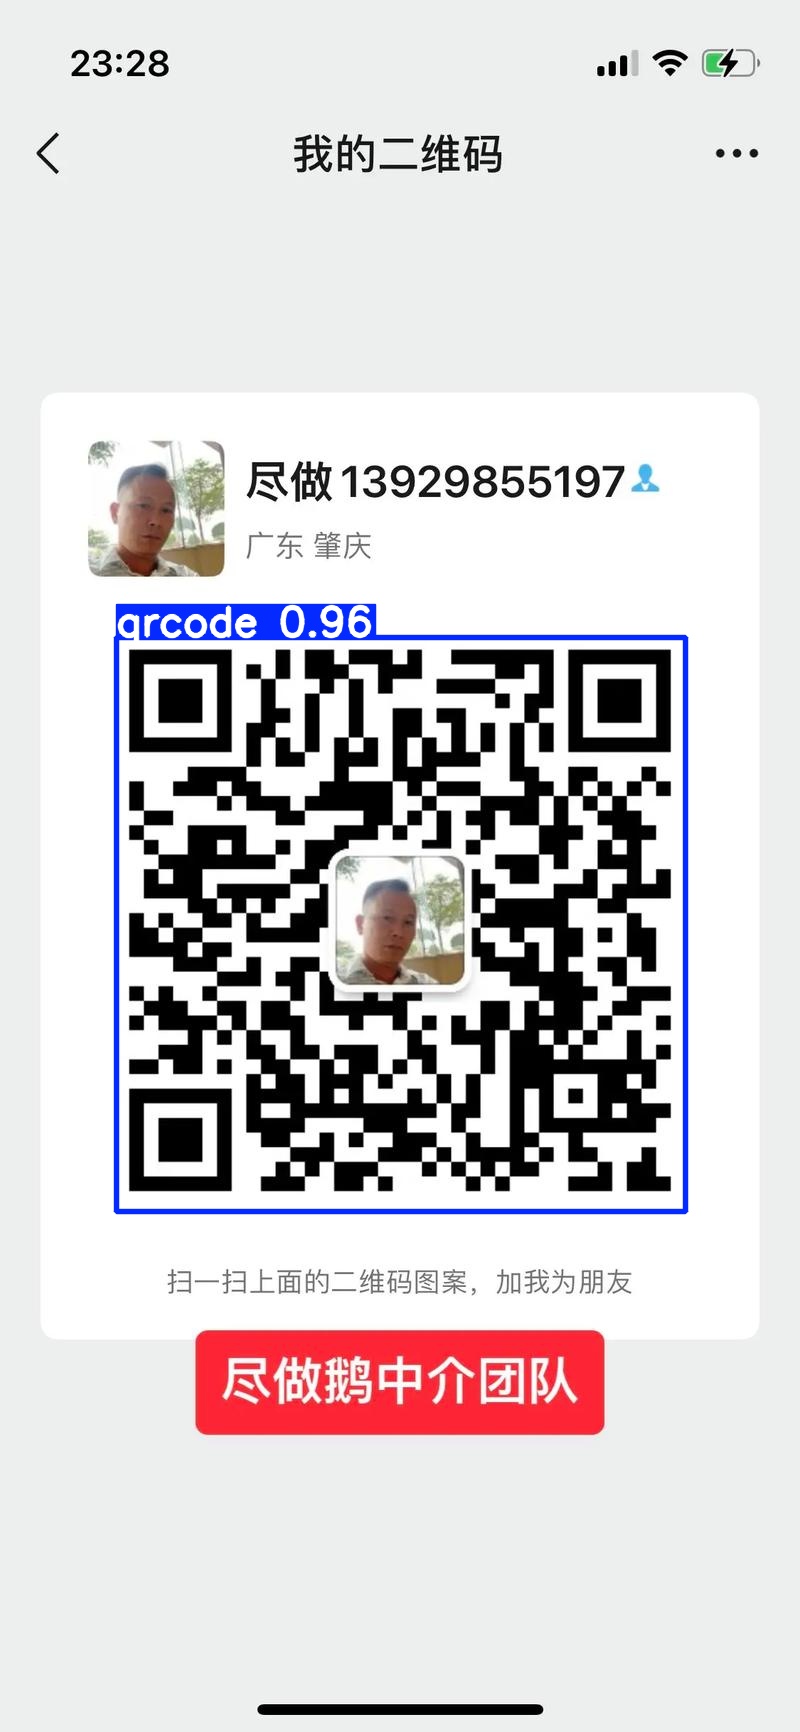 23:28
我的二维码
尽做13929855197
广东 肇庆
qrcode 0.96
扫一扫上面的二维码图案，加我为朋友
尽做鹅中介团队